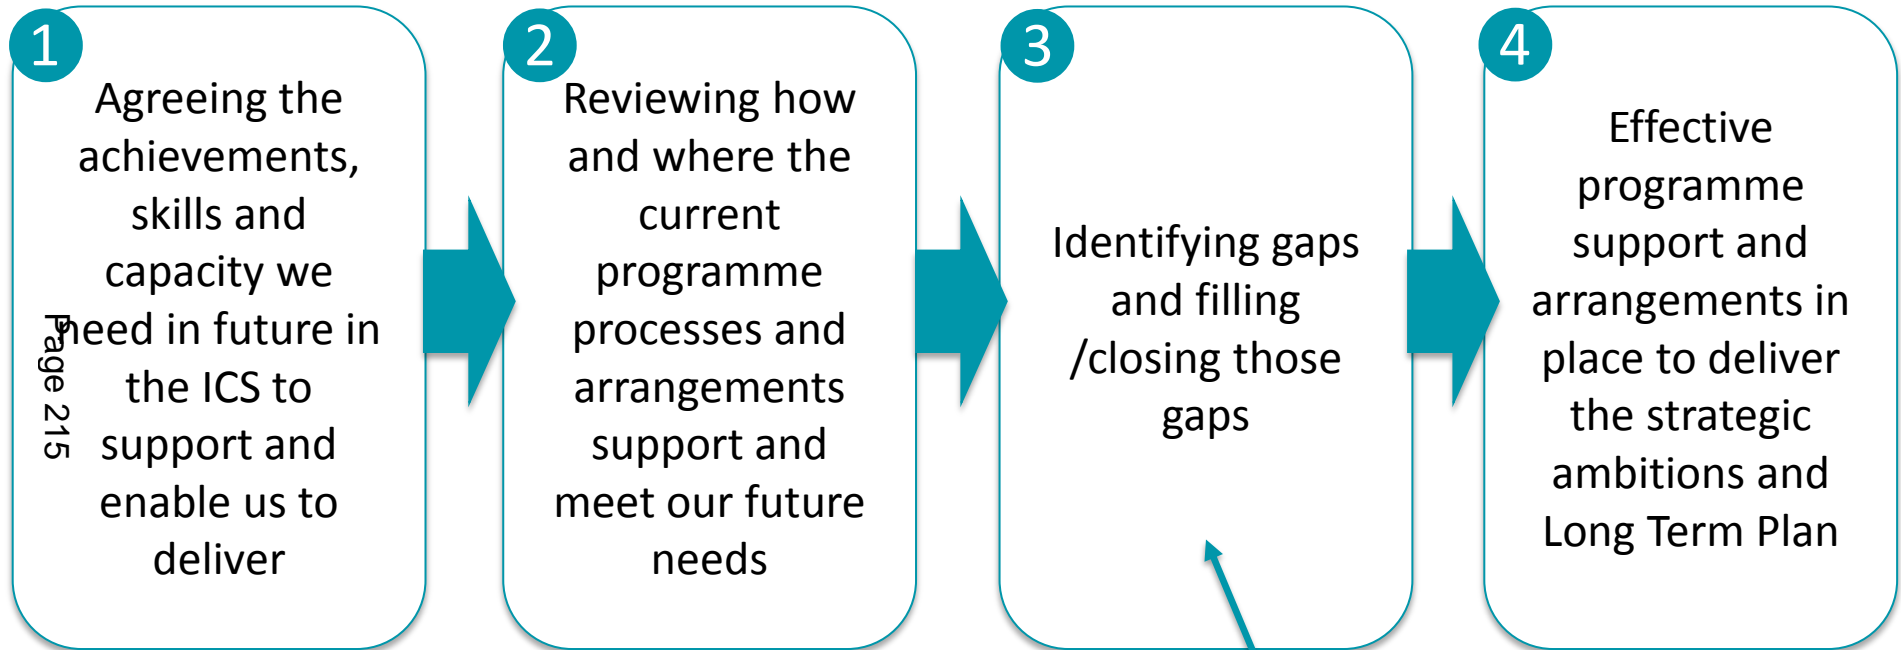 1
Agreeing the
achievements,
skills and
capacity we
need in future in
the ICS to
support and
enable us to
deliver
2
Reviewing how
and where the
current
programme
processes and
arrangements
support and
meet our future
needs
3
Identifying gaps
and filling
/closing those
gaps
4
Effective
programme
support and
arrangements in
place to deliver
the strategic
ambitions and
Long Term Plan
Page 215